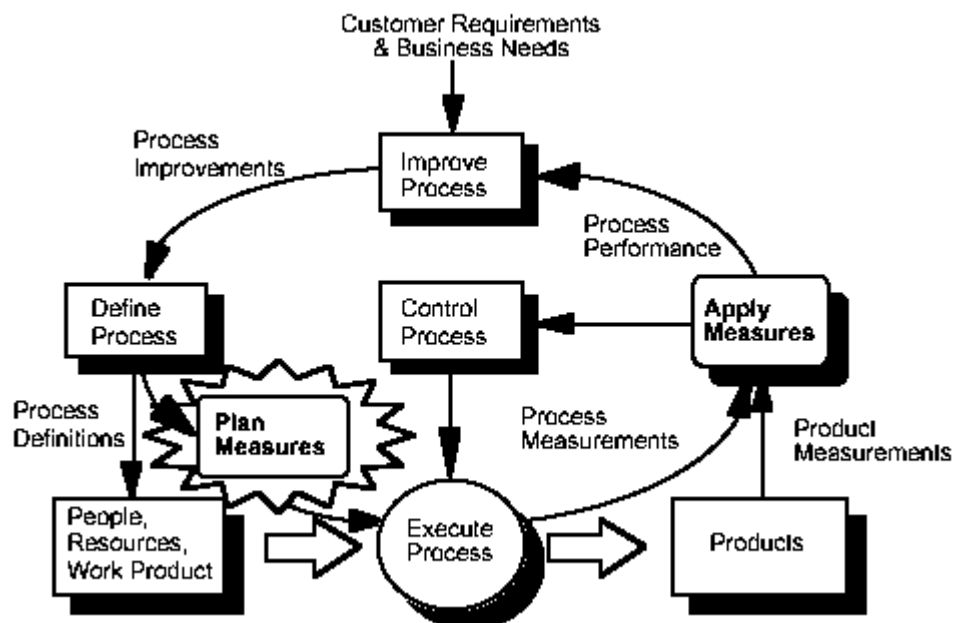 Customer Requirements
& Business Needs
Process
Improvements
Improve
Process
Process
Performance
Define
Process
Control
Process
Apply
Measures
Process
Definitions
Plan
Measures
Process
Measurements
Product
Measurements
People,
Resources,
Work Product
Execute
Process
Products